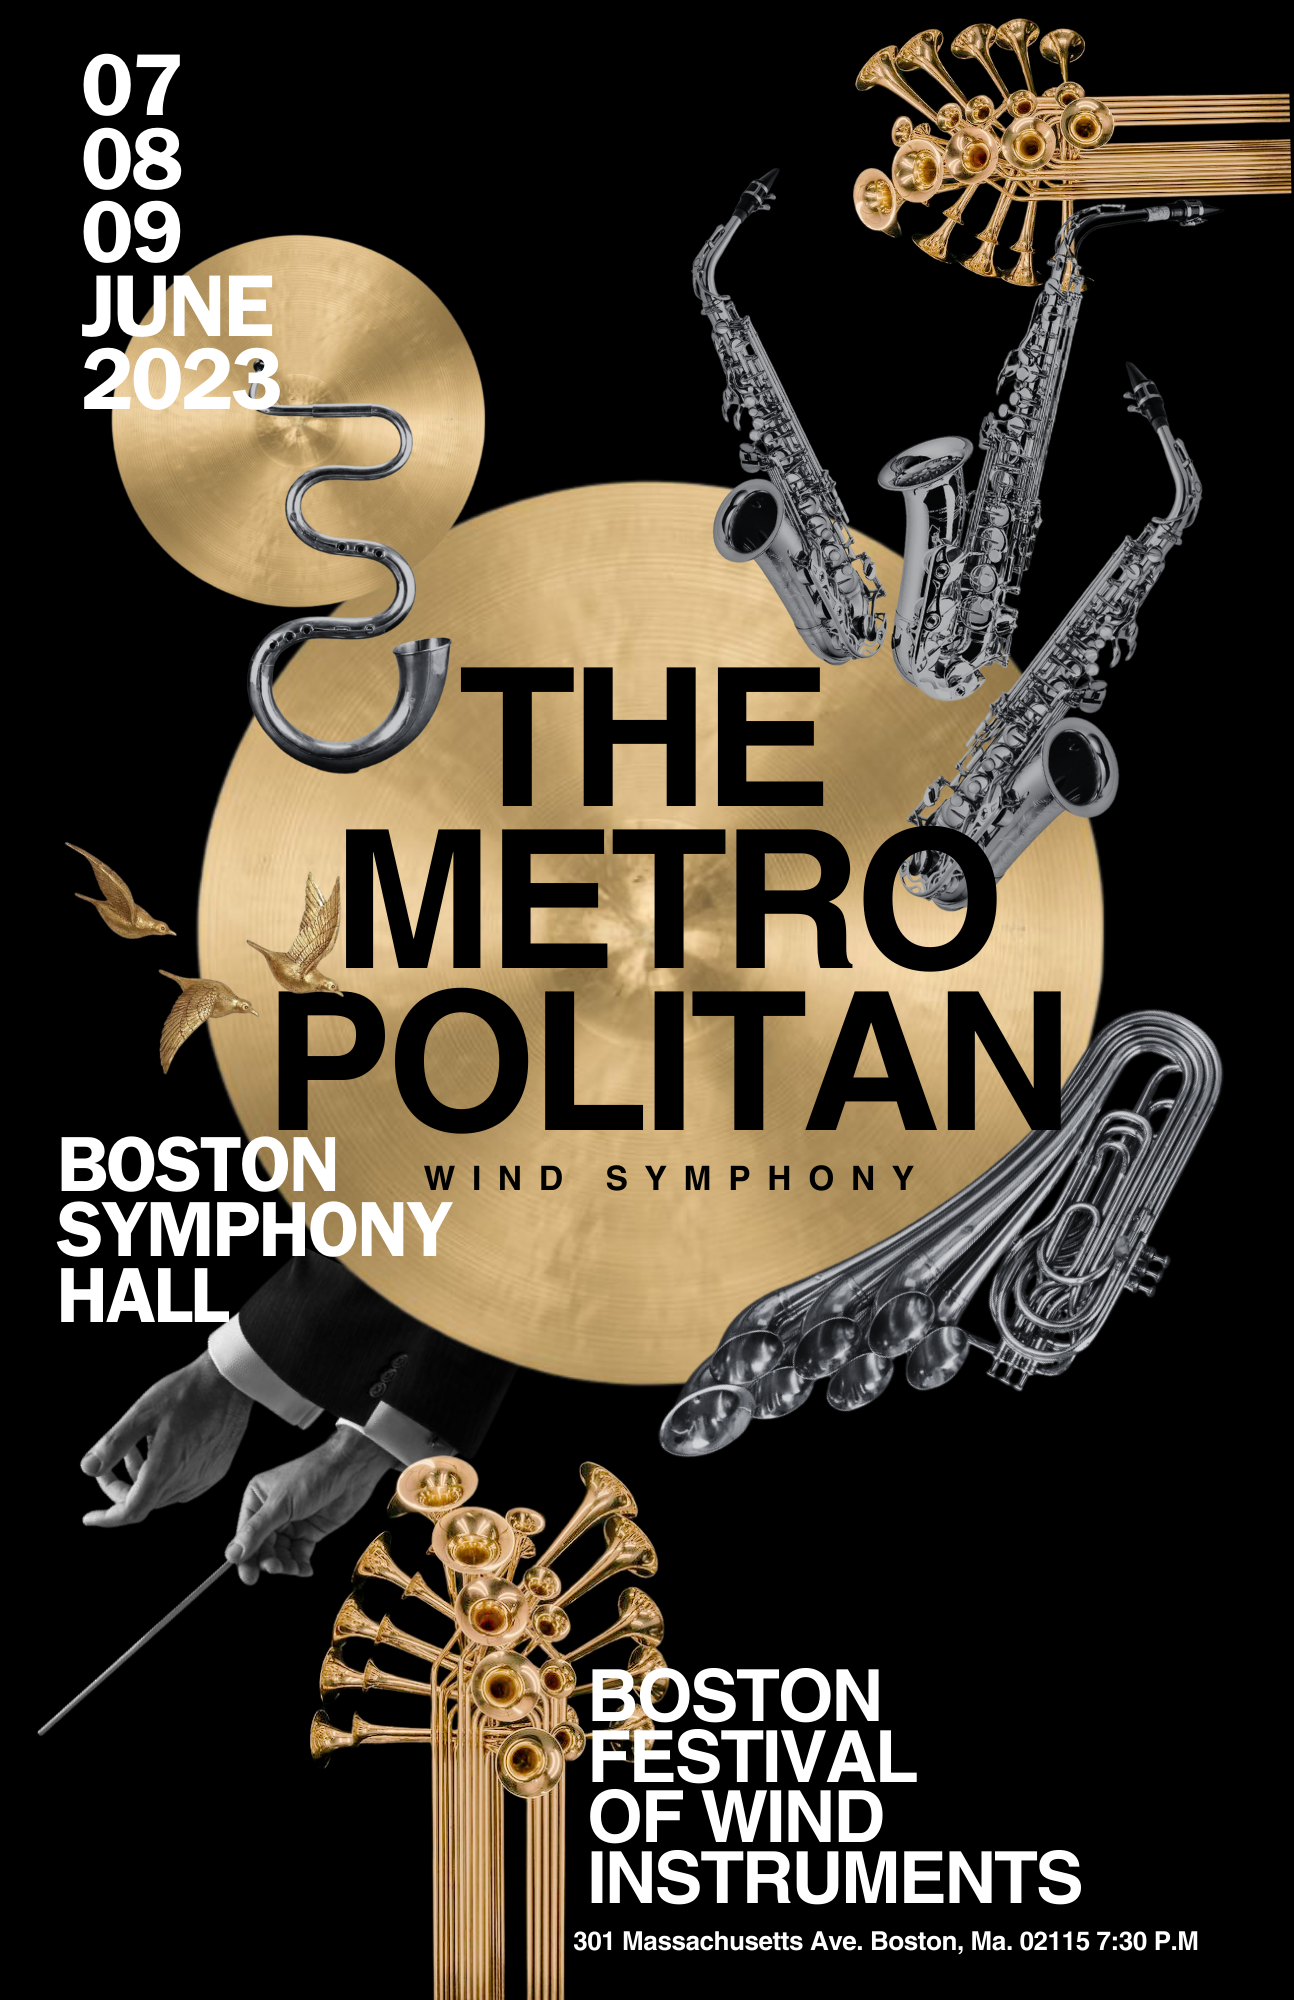 07
08
09
JUNE
2023
THE
METRO
POLITAN
WIND SYMPHONY
BOSTON
SYMPHONY
HALL
BOSTON
FESTIVAL
OF WIND
INSTRUMENTS
301 Massachusetts Ave. Boston, Ma. 02115 7:30 P.M